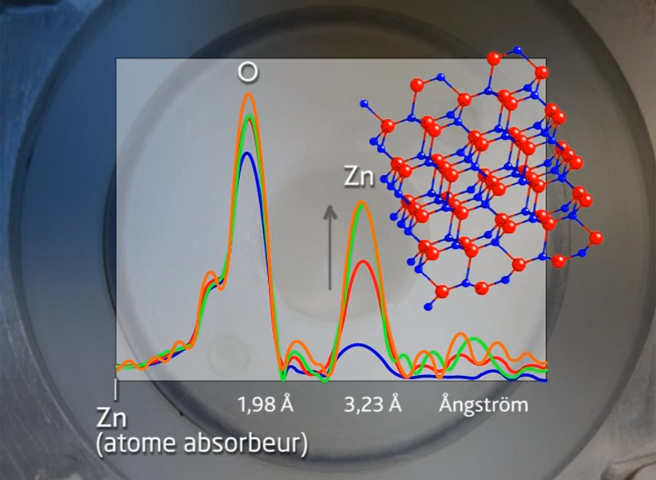 O
Zn
1,98 Å
3,23 Å
Ångström
Zn
(atome absorbeur)